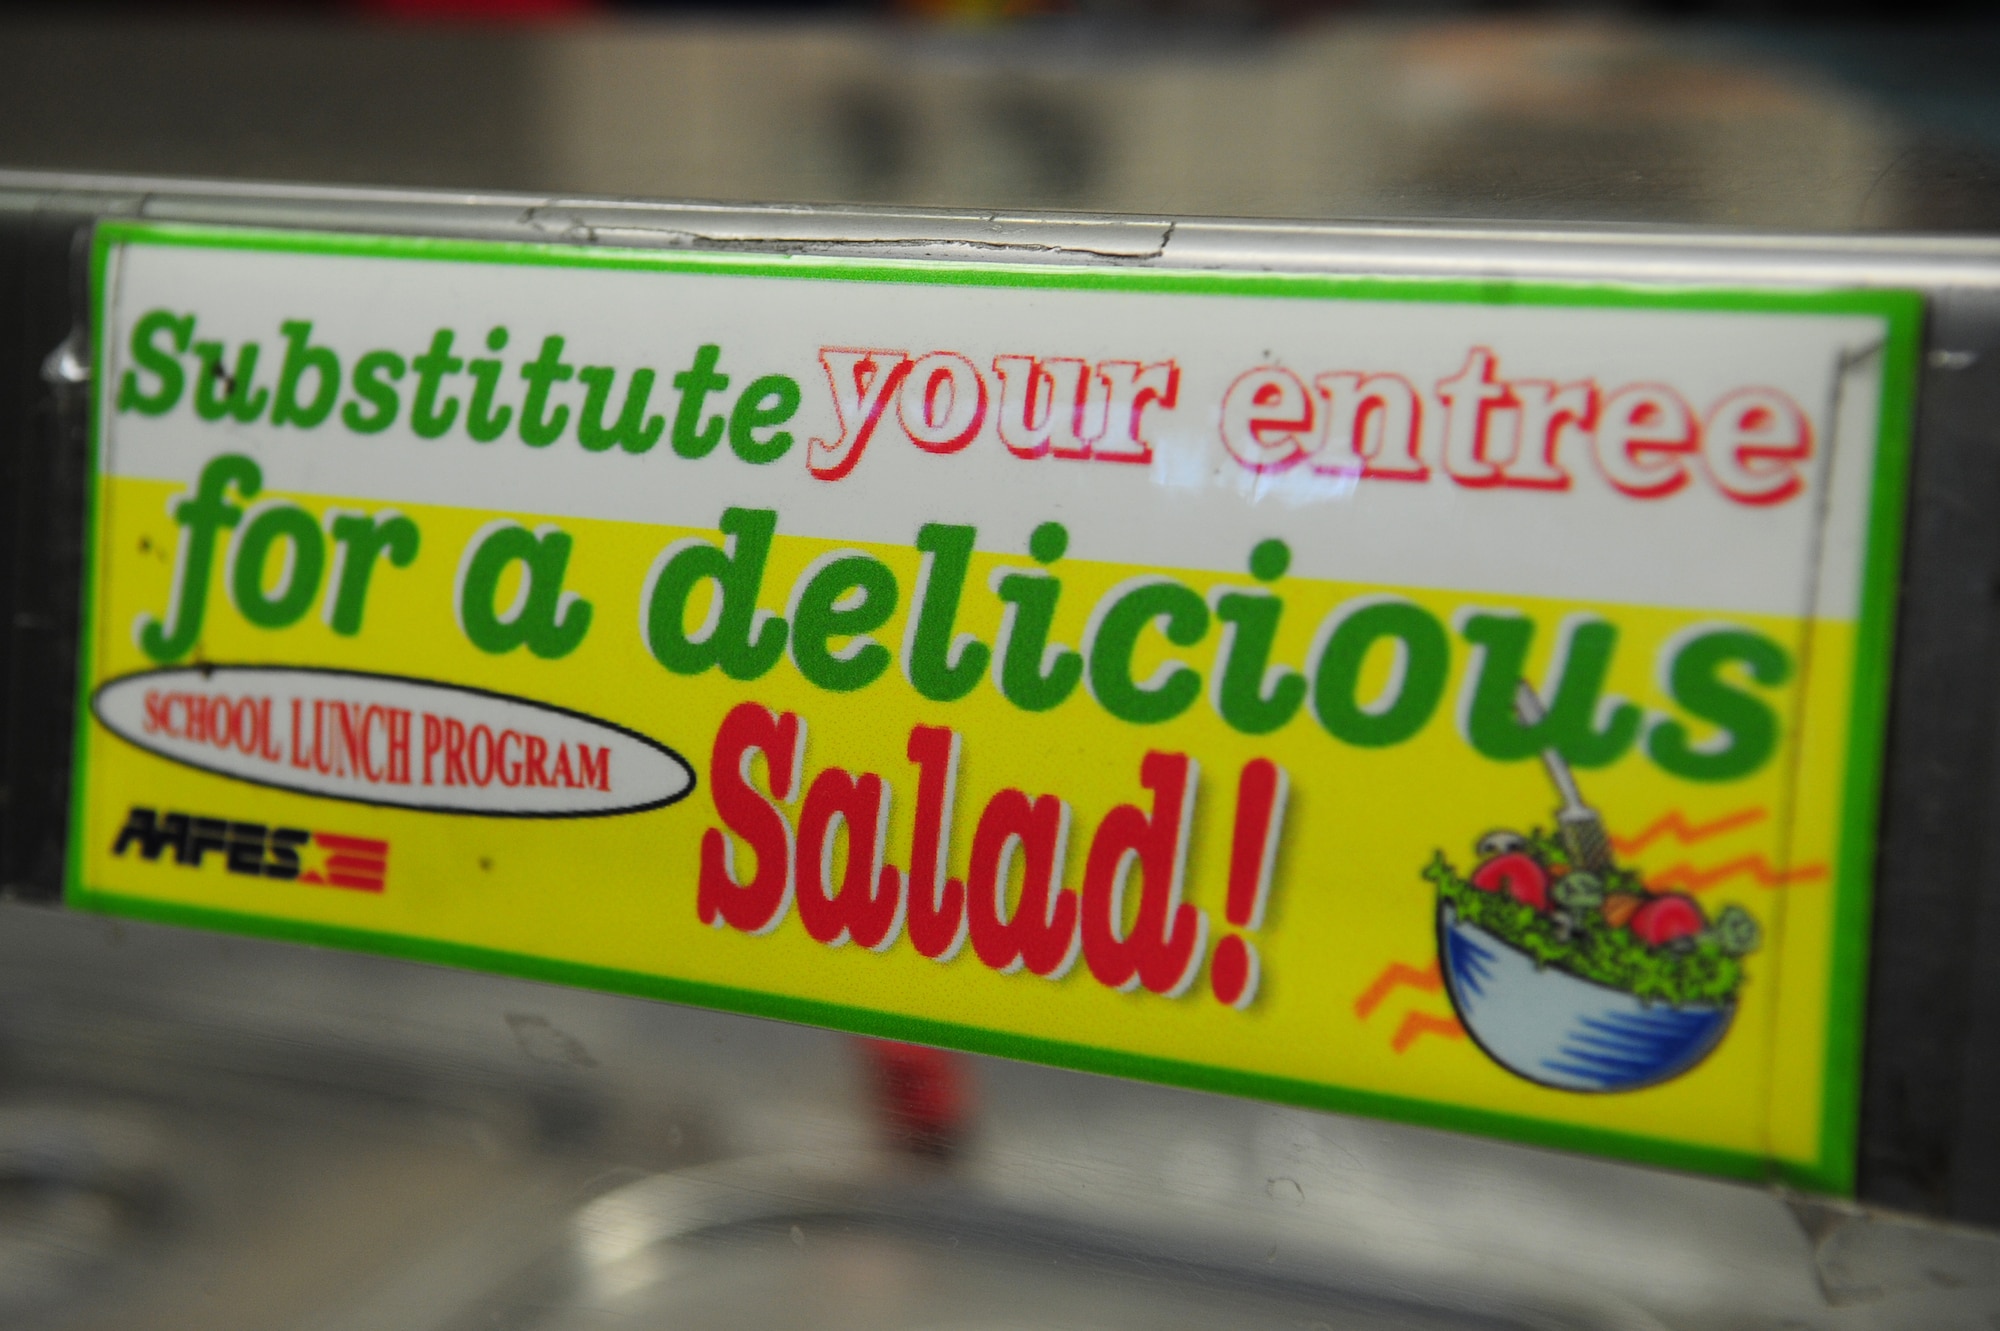 Substitute your entree
for a delicious
Salad!
SCHOOL LUNCH PROGRAM
AAFES